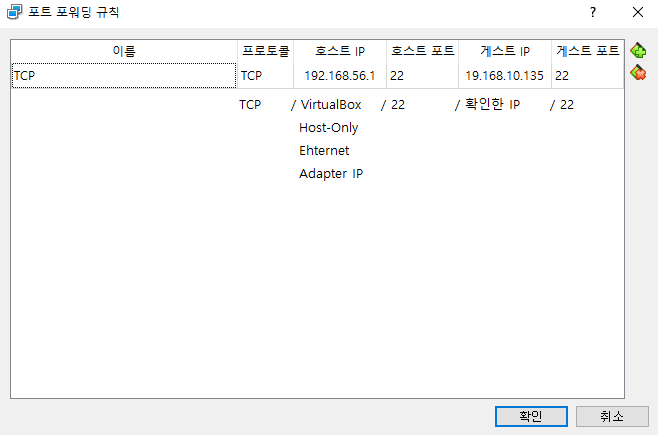 포트 포워딩 규칙 ?
이름 프로토콜 호스트 IP 호스트 포트 게스트 IP 게스트 포트
TCP TCP 192.168.56.1 22 19.168.10.135 22
TCP / VirtualBox / 22 / 확인한 IP / 22
Host-Only
Ehternet
Adapter IP
확인 취소